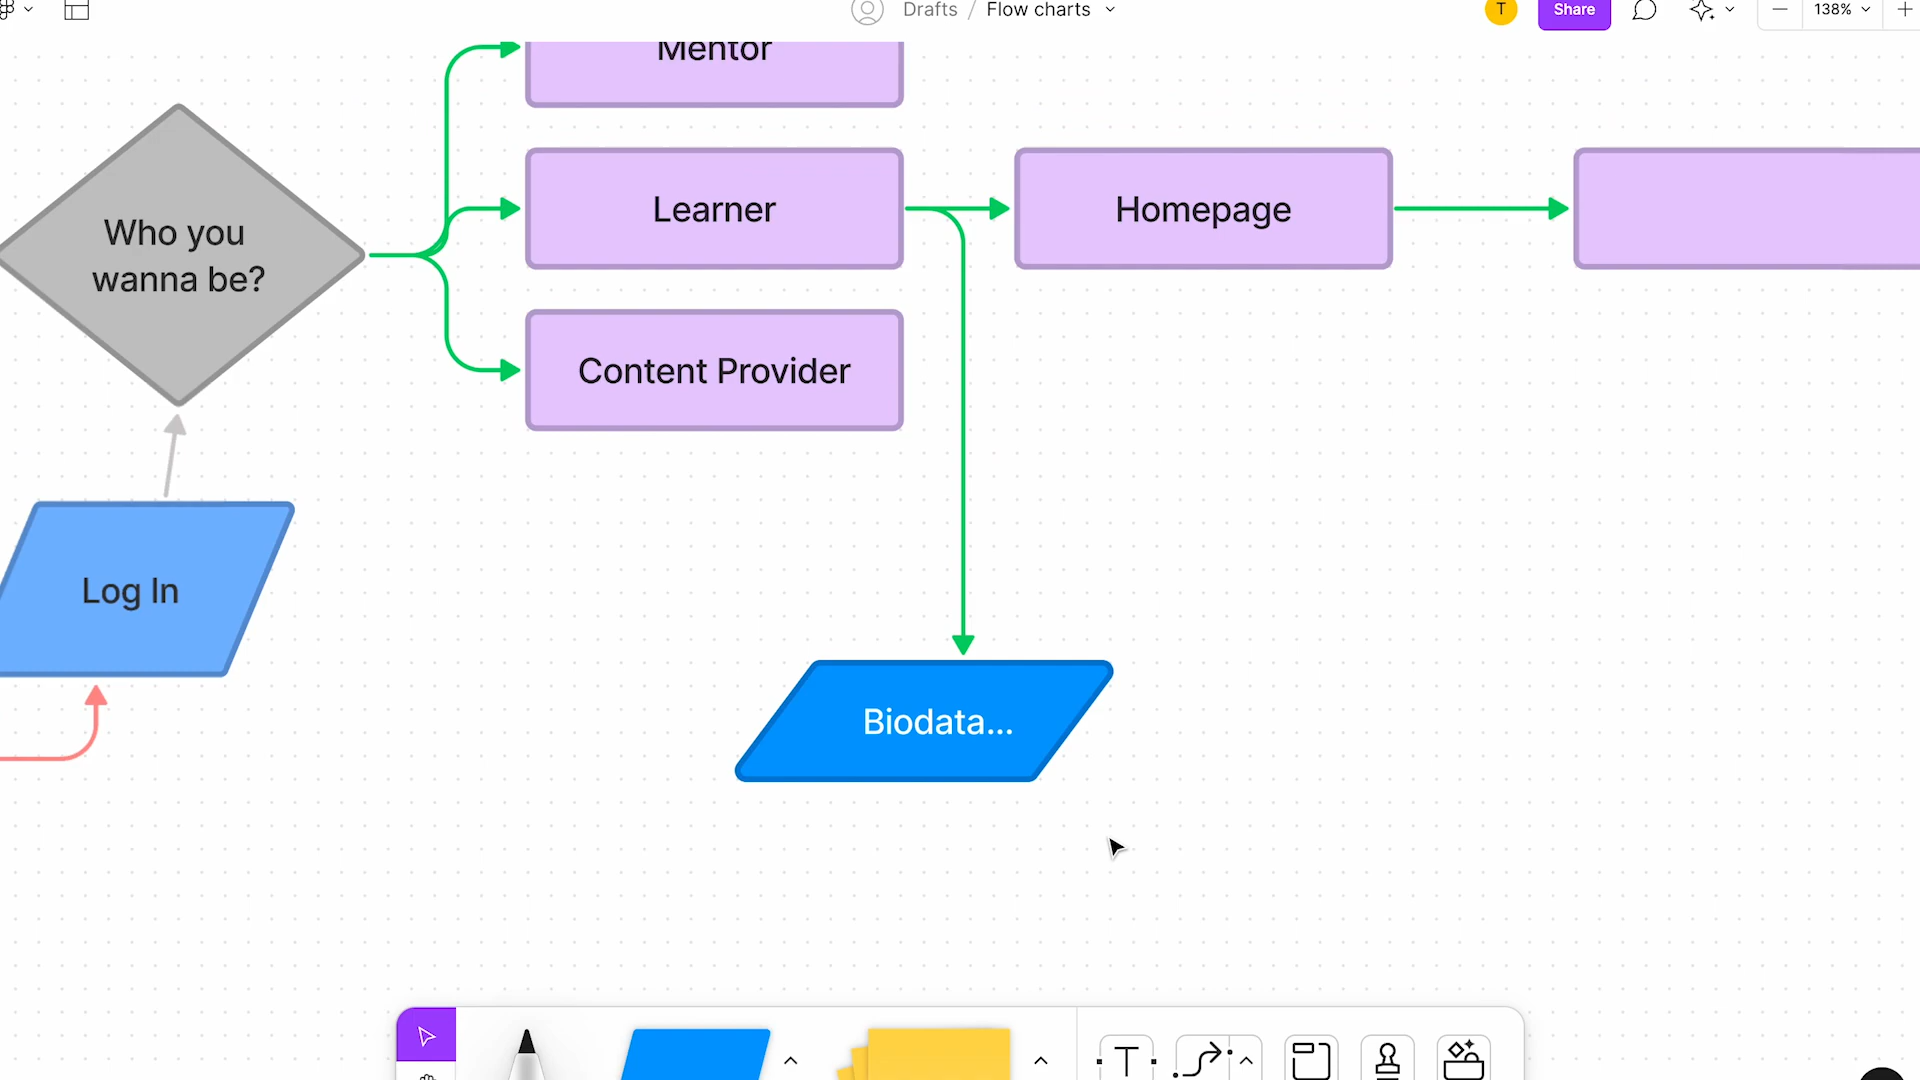 Drafts / Flow charts
T
Share
138%
Mentor
Learner
Homepage
Who you
wanna be?
Content Provider
Log In
Biodata...
T